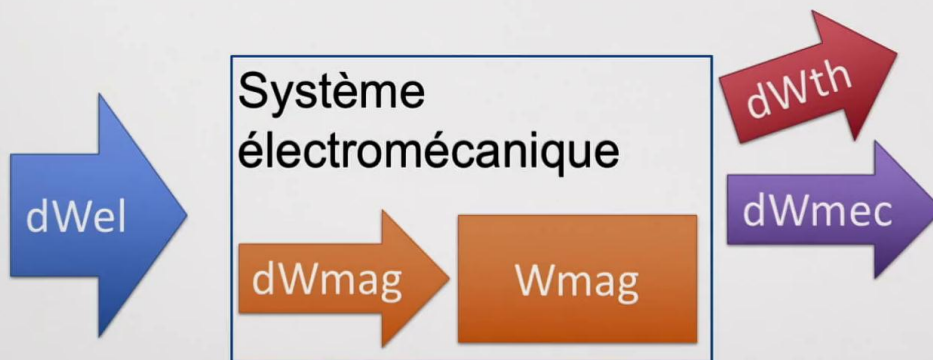 Système
électromécanique
dWel
dWmag
Wmag
dWth
dWmec